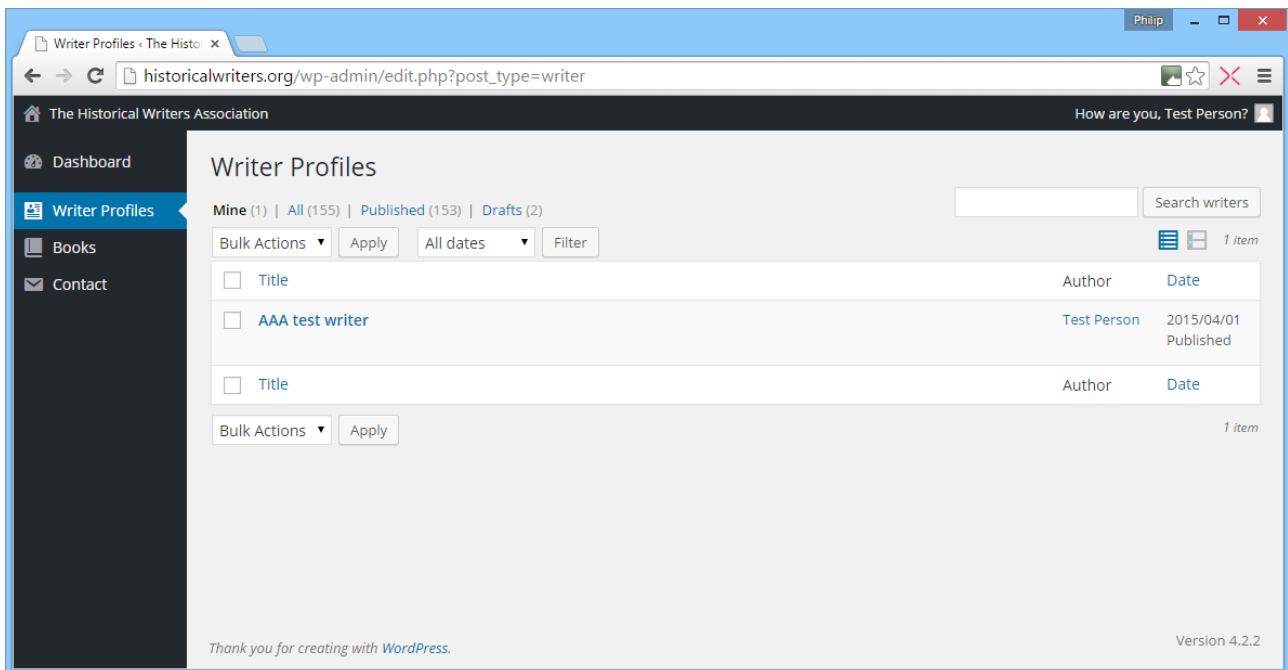 Philip
Writer Profiles ‹ The Histo
historicalwriters.org/wp-admin/edit.php?post_type=writer
The Historical Writers Association How are you, Test Person?
Dashboard
Writer Profiles
Books
Contact
Writer Profiles
Mine (1) | All (155) | Published (153) | Drafts (2) Search writers
Bulk Actions Apply All dates Filter 1 item
Title Author Date
AAA test writer Test Person 2015/04/01
Published
Title Author Date
Bulk Actions Apply 1 item
Thank you for creating with WordPress. Version 4.2.2